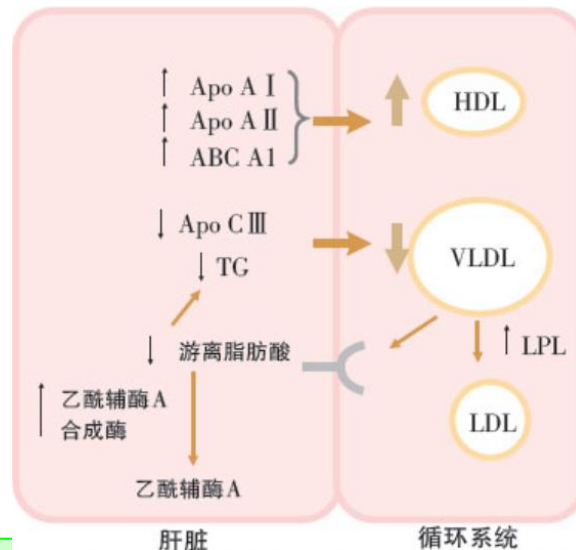 ↑ Apo A Ⅰ
↑ Apo A Ⅱ
↑ ABC A1
HDL
↓ Apo C Ⅲ
↓ TG
VLDL
↓ 游离脂肪酸
↑ LPL
↑ 乙酰辅酶A
合成酶
LDL
乙酰辅酶A
肝脏
循环系统